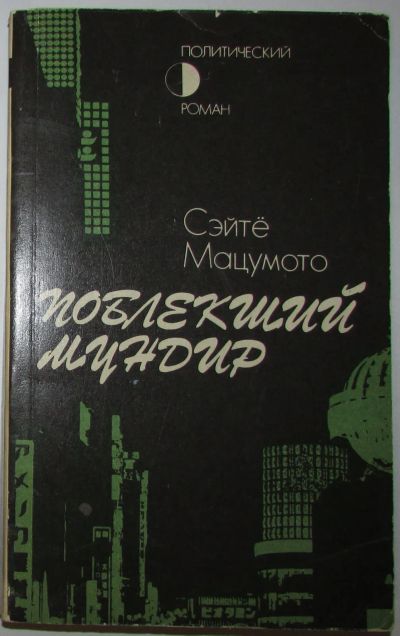 ПОЛИТИЧЕСКИЙ
РОМАН
Сэйтё
Мацумото
ПОБЛЕКШИЙ
МУНДИР